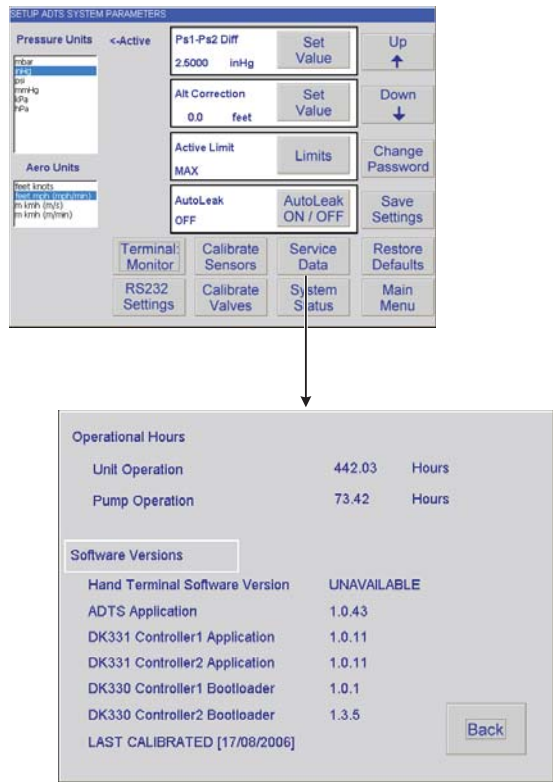 SETUP ADTS SYSTEM PARAMETERS
Pressure Units <-Active
mbar
inHg
psi
mmHg
kPa
hPa
Aero Units
feet knots
feet mph (mph/min)
m kmh (m/s)
m kmh (m/min)
Ps1-Ps2 Diff
2.5000 inHg
Set
Value
Up
Alt Correction
0.0 feet
Set
Value
Down
Active Limit
MAX
Limits
Change
Password
AutoLeak
OFF
AutoLeak
ON / OFF
Save
Settings
Terminal:
Monitor
Calibrate
Sensors
Service
Data
Restore
Defaults
RS232
Settings
Calibrate
Valves
System
Status
Main
Menu
Operational Hours
Unit Operation 442.03 Hours
Pump Operation 73.42 Hours
Software Versions
Hand Terminal Software Version UNAVAILABLE
ADTS Application 1.0.43
DK331 Controller1 Application 1.0.11
DK331 Controller2 Application 1.0.11
DK330 Controller1 Bootloader 1.0.1
DK330 Controller2 Bootloader 1.3.5
LAST CALIBRATED [17/08/2006]
Back